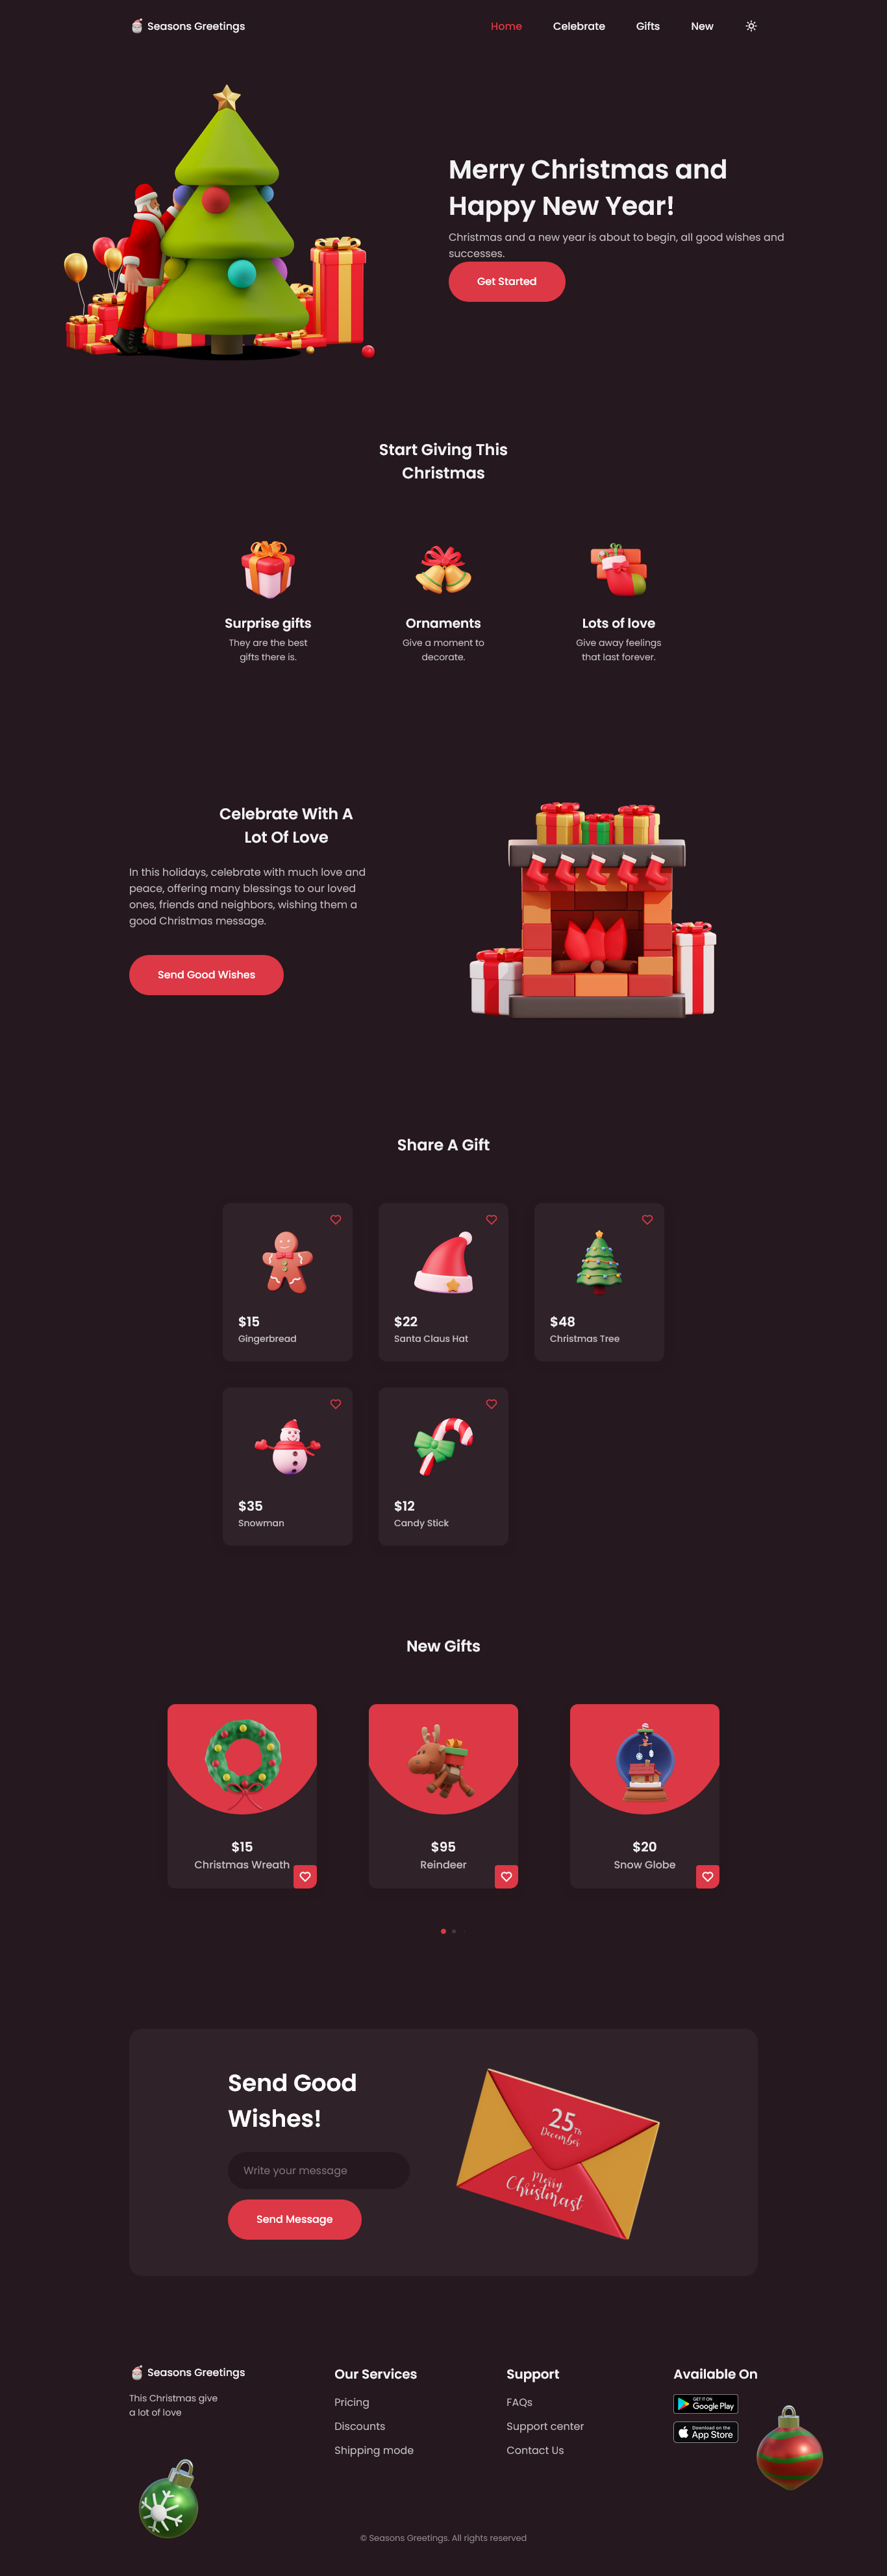 Seasons Greetings
Home
Celebrate
Gifts
New
Merry Christmas and
Happy New Year!
Christmas and a new year is about to begin, all good wishes and
successes.
Get Started
Start Giving This
Christmas
Surprise gifts
They are the best
gifts there is.
Ornaments
Give a moment to
decorate.
Lots of love
Give away feelings
that last forever.
Celebrate With A
Lot Of Love
In this holidays, celebrate with much love and
peace, offering many blessings to our loved
ones, friends and neighbors, wishing them a
good Christmas message.
Send Good Wishes
Share A Gift
$15
Gingerbread
$22
Santa Claus Hat
$48
Christmas Tree
$35
Snowman
$12
Candy Stick
New Gifts
$15
Christmas Wreath
$95
Reindeer
$20
Snow Globe
Send Good
Wishes!
Write your message
Send Message
25Th
December
Merry
Christmast
Seasons Greetings
This Christmas give
a lot of love
Our Services
Pricing
Discounts
Shipping mode
Support
FAQs
Support center
Contact Us
Available On
GET IT ON
Google Play
Download on the
App Store
© Seasons Greetings. All rights reserved